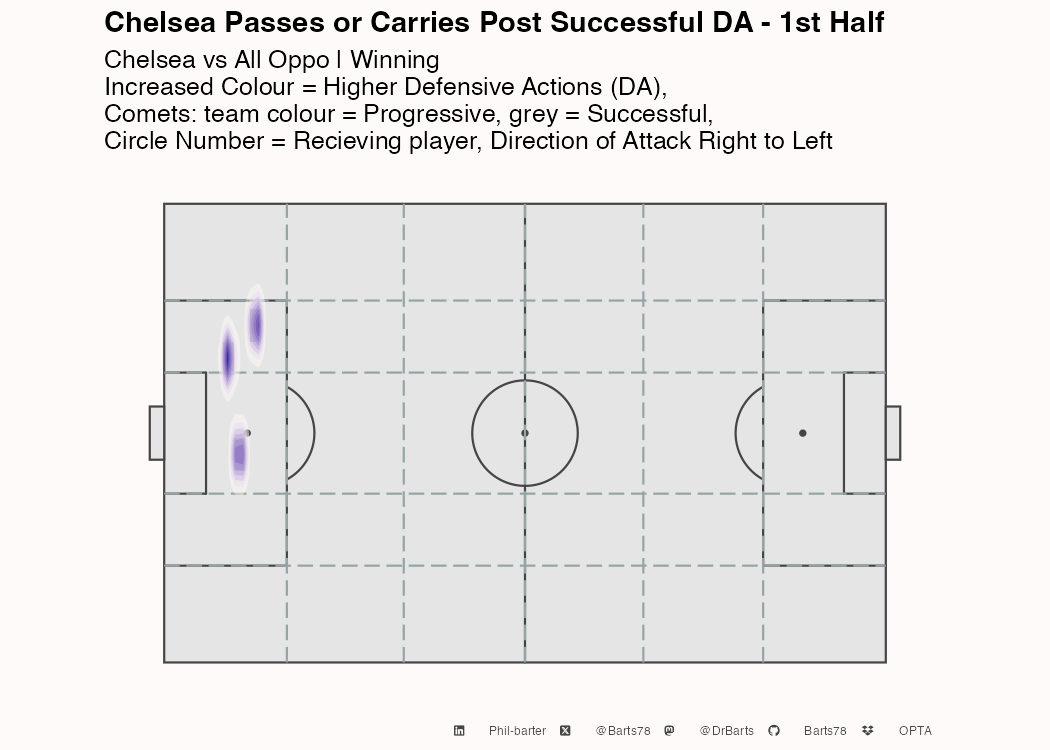 Chelsea Passes or Carries Post Successful DA - 1st Half
Chelsea vs All Oppo | Winning
Increased Colour = Higher Defensive Actions (DA),
Comets: team colour = Progressive, grey = Successful,
Circle Number = Recieving player, Direction of Attack Right to Left
Phil-barter @Barts78 @DrBarts Barts78 OPTA